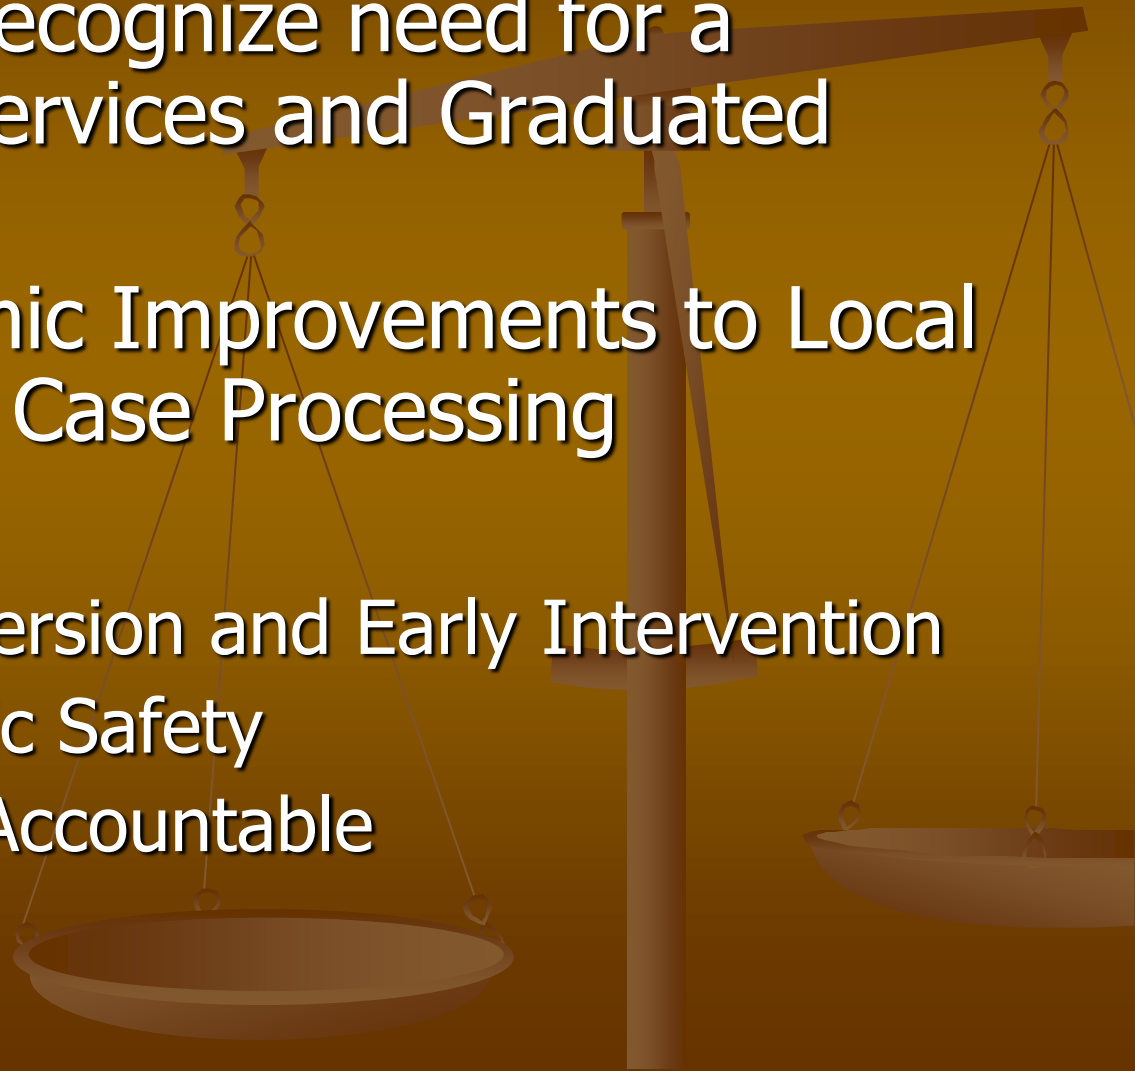 ecognize need for a
ervices and Graduated
nic Improvements to Local
Case Processing
ersion and Early Intervention
c Safety
Accountable